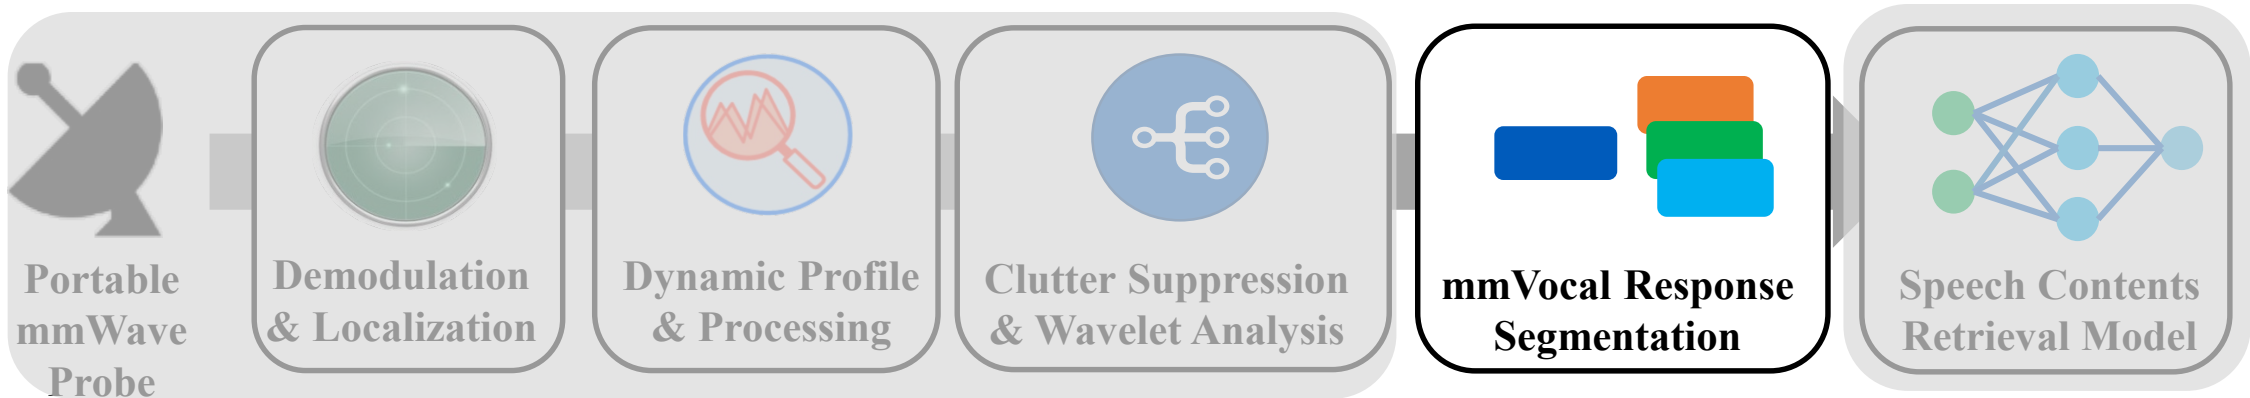 Portable
mmWave
Probe
Demodulation
& Localization
Dynamic Profile
& Processing
Clutter Suppression
& Wavelet Analysis
mmVocal Response
Segmentation
Speech Contents
Retrieval Model